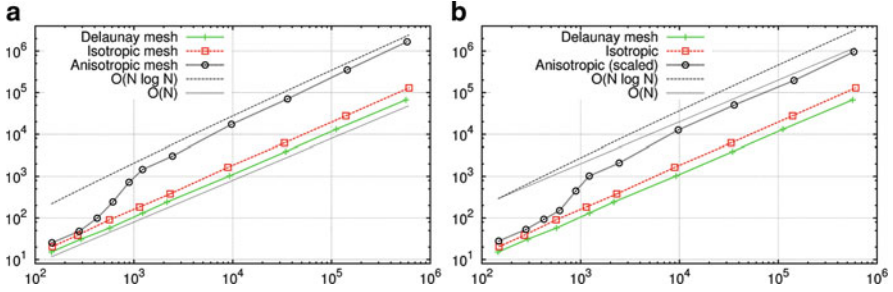 a
10^6
10^5
10^4
10^3
10^2
10^1
Delaunay mesh
Isotropic mesh
Anisotropic mesh
O(N log N)
O(N)
10^2 10^3 10^4 10^5 10^6
b
10^6
10^5
10^4
10^3
10^2
10^1
Delaunay mesh
Isotropic
Anisotropic (scaled)
O(N log N)
O(N)
10^2 10^3 10^4 10^5 10^6